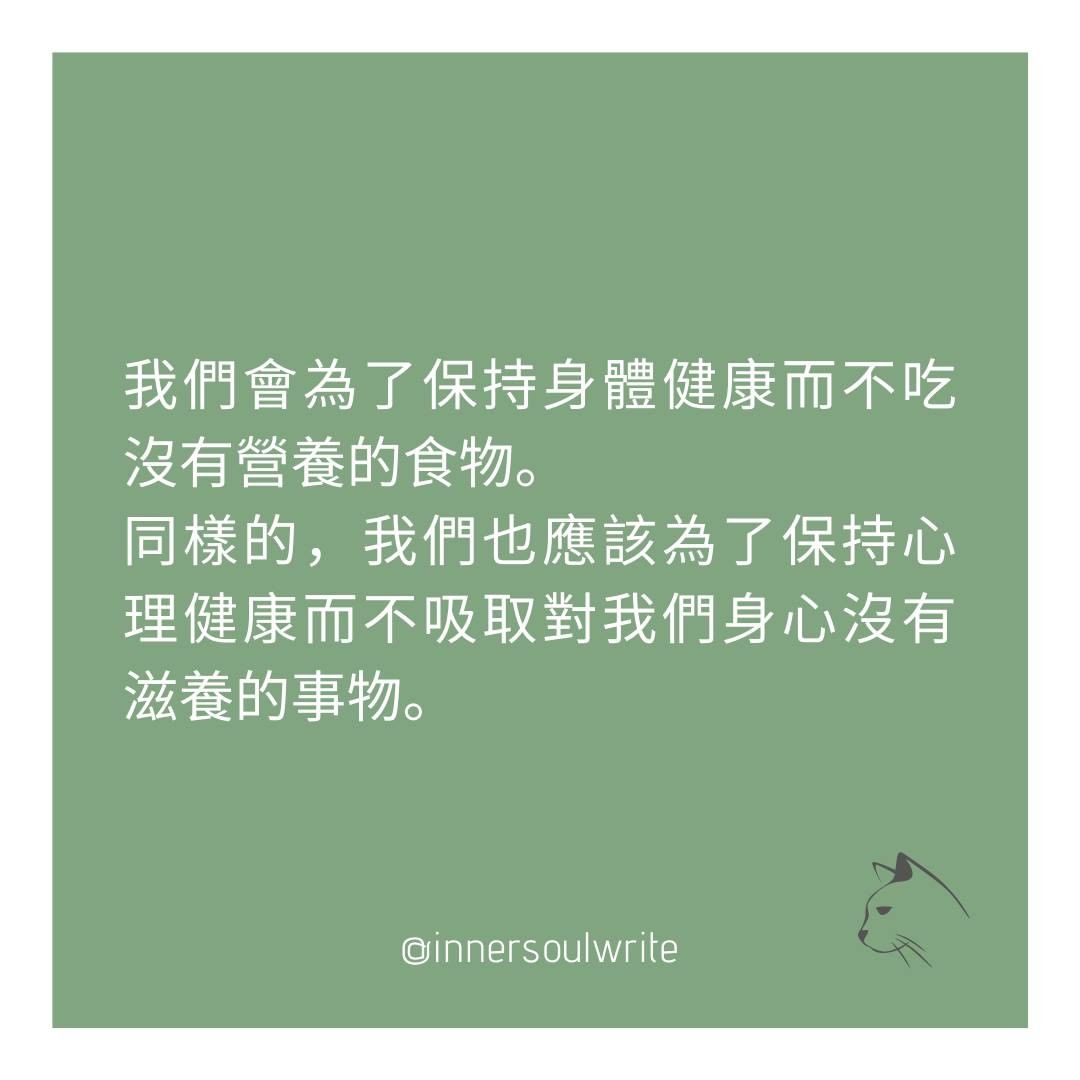 我們會為了保持身體健康而不吃
沒有營養的食物。
同樣的，我們也應該為了保持心
理健康而不吸取對我們身心沒有
滋養的事物。
@innersoulwrite